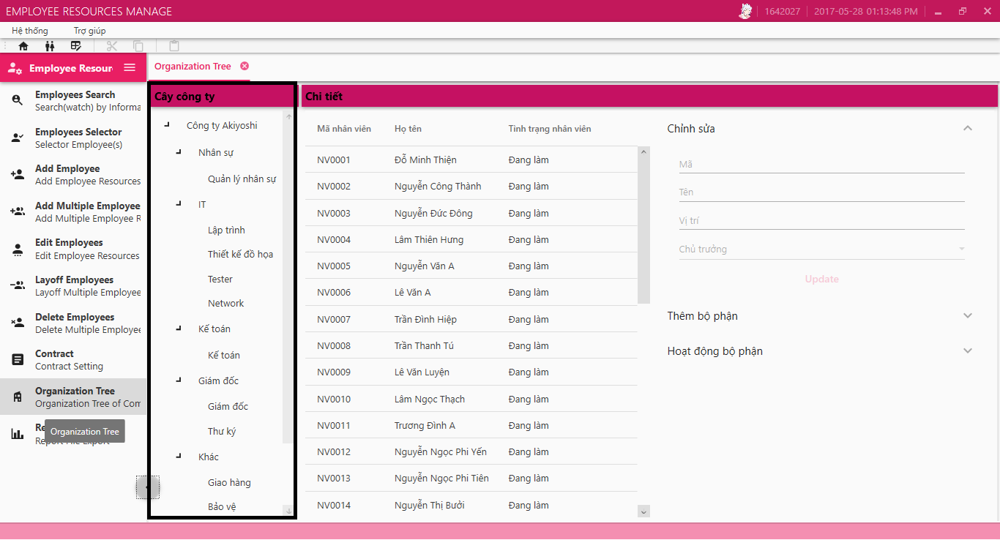 EMPLOYEE RESOURCES MANAGE
1642027
2017-05-28 01:13:48 PM
Hệ thống
Trợ giúp
Employee Resour
Organization Tree
Employees Search
Search(watch) by Informa
Employees Selector
Selector Employee(s)
Add Employee
Add Employee Resources
Add Multiple Employee
Add Multiple Employee R
Edit Employees
Edit Employee Resources
Layoff Employees
Layoff Multiple Employee
Delete Employees
Delete Multiple Employee
Contract
Contract Setting
Organization Tree
Organization Tree of Com
Organization Tree
Cây công ty
Công ty Akiyoshi
Nhân sự
Quản lý nhân sự
IT
Lập trình
Thiết kế đồ họa
Tester
Network
Kế toán
Kế toán
Giám đốc
Giám đốc
Thư ký
Khác
Giao hàng
Bảo vệ
Chi tiết
Mã nhân viên Họ tên Tình trạng nhân viên
NV0001 Đỗ Minh Thiện Đang làm
NV0002 Nguyễn Công Thành Đang làm
NV0003 Nguyễn Đức Đông Đang làm
NV0004 Lâm Thiên Hưng Đang làm
NV0005 Nguyễn Văn A Đang làm
NV0006 Lê Văn A Đang làm
NV0007 Trần Đình Hiệp Đang làm
NV0008 Trần Thanh Tú Đang làm
NV0009 Lê Văn Luyện Đang làm
NV0010 Lâm Ngọc Thạch Đang làm
NV0011 Trương Đình A Đang làm
NV0012 Nguyễn Ngọc Phi Yến Đang làm
NV0013 Nguyễn Ngọc Phi Tiên Đang làm
NV0014 Nguyễn Thị Bưởi Đang làm
Chỉnh sửa
Mã
Tên
Vị trí
Chủ trưởng
Update
Thêm bộ phận
Hoạt động bộ phận